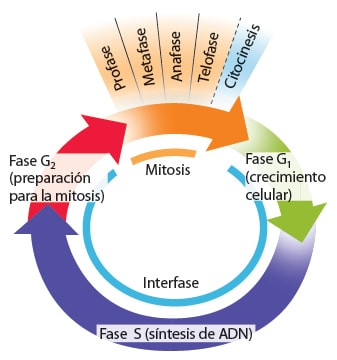 Profase
Metafase
Anafase
Telofase
Citocinesis
Fase G₂
(preparación
para la mitosis)
Mitosis
Fase G₁
(crecimiento
celular)
Interfase
Fase S (síntesis de ADN)